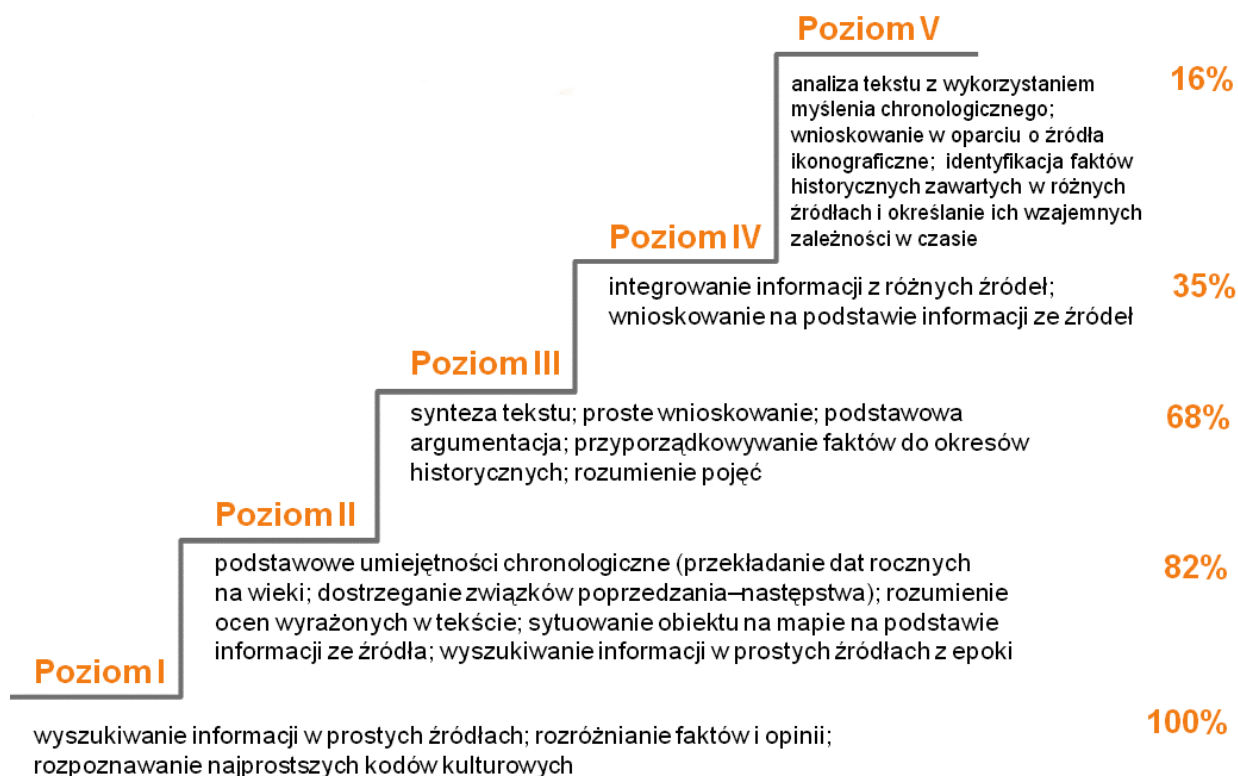 Poziom V
16%
analiza tekstu z wykorzystaniem
myślenia chronologicznego;
wnioskowanie w oparciu o źródła
ikonograficzne; identyfikacja faktów
historycznych zawartych w różnych
źródłach i określanie ich wzajemnych
zależności w czasie
Poziom IV
35%
integrowanie informacji z różnych źródeł;
wnioskowanie na podstawie informacji ze źródeł
Poziom III
68%
synteza tekstu; proste wnioskowanie; podstawowa
argumentacja; przyporządkowywanie faktów do okresów
historycznych; rozumienie pojęć
Poziom II
82%
podstawowe umiejętności chronologiczne (przekładanie dat rocznych
na wieki; dostrzeganie związków poprzedzania–następstwa); rozumienie
ocen wyrażonych w tekście; sytuowanie obiektu na mapie na podstawie
informacji ze źródła; wyszukiwanie informacji w prostych źródłach z epoki
Poziom I
100%
wyszukiwanie informacji w prostych źródłach; rozróżnianie faktów i opinii;
rozpoznawanie najprostszych kodów kulturowych